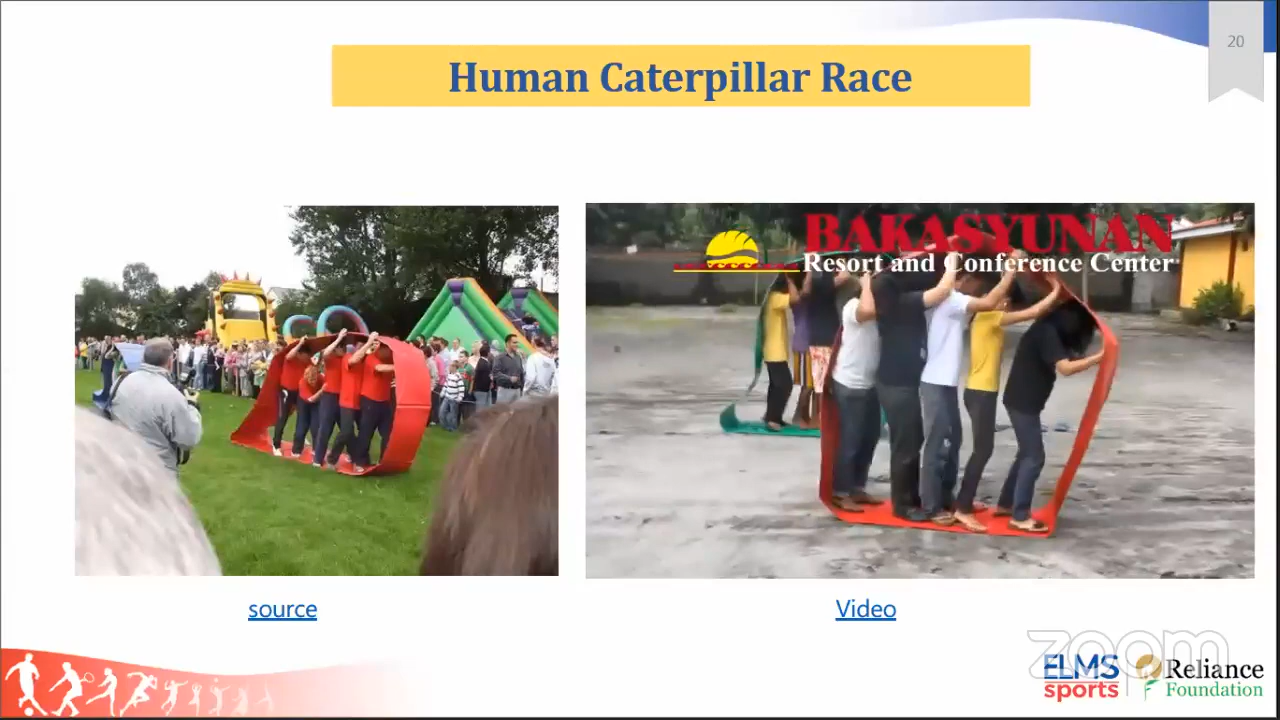 20
Human Caterpillar Race
BAKASYUNAN
Resort and Conference Center
source
Video
zoom
ELMS
sports
Reliance
Foundation